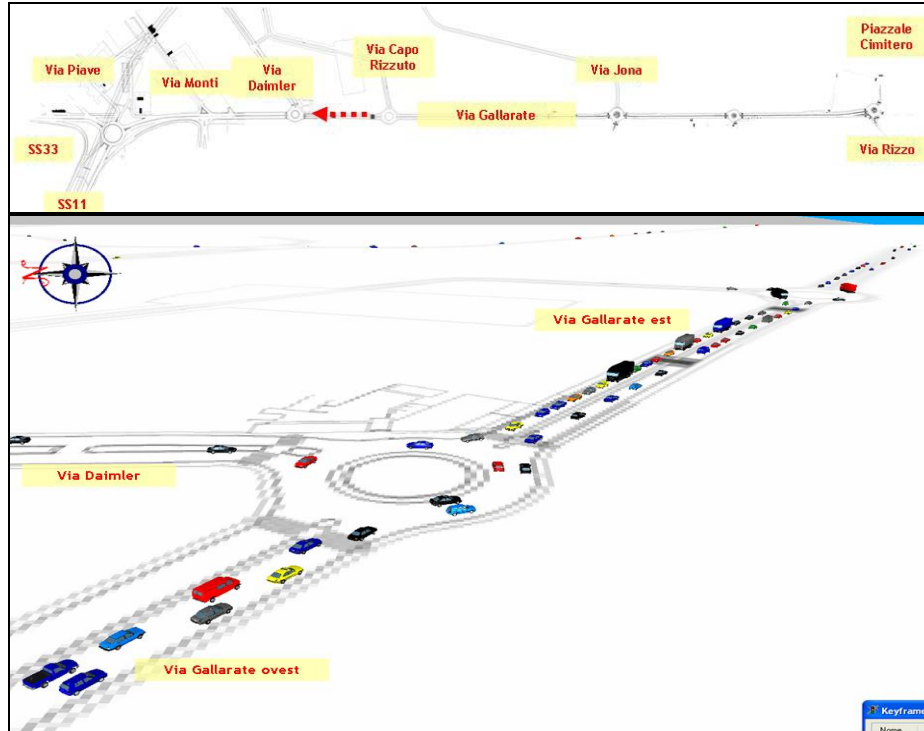 Piazzale
Cimitero
Via Capo
Rizzuto
Via Piave
Via Monti
Via
Daimler
Via Jona
Via Gallarate
SS33
Via Rizzo
SS11
N
Via Gallarate est
Via Daimler
Via Gallarate ovest
Keyframe
Nome